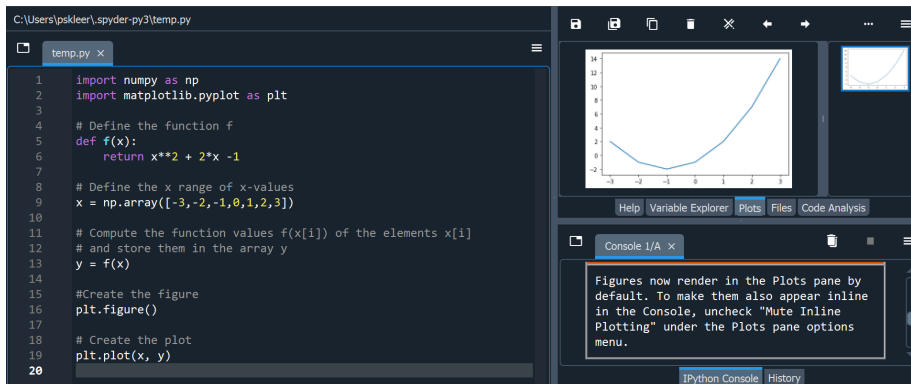 C:\Users\pskleer\.spyder-py3\temp.py
temp.py ×
1 import numpy as np
2 import matplotlib.pyplot as plt
3
4 # Define the function f
5 def f(x):
6 return x**2 + 2*x -1
7
8 # Define the x range of x-values
9 x = np.array([-3,-2,-1,0,1,2,3])
10
11 # Compute the function values f(x[i]) of the elements x[i]
12 # and store them in the array y
13 y = f(x)
14
15 #Create the figure
16 plt.figure()
17
18 # Create the plot
19 plt.plot(x, y)
20
14
12
10
8
6
4
2
0
-2
-3 -2 -1 0 1 2 3
Help Variable Explorer Plots Files Code Analysis
Console 1/A ×
Figures now render in the Plots pane by
default. To make them also appear inline
in the Console, uncheck "Mute Inline
Plotting" under the Plots pane options
menu.
IPython Console History